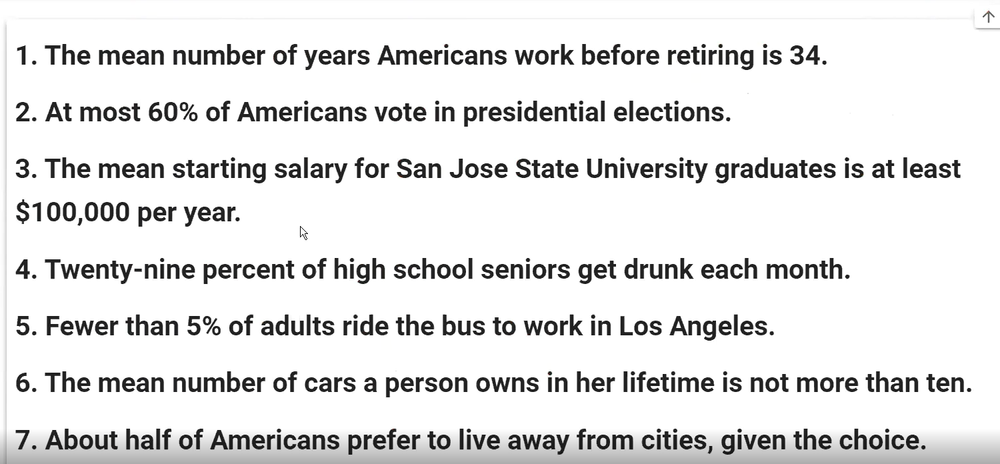 1. The mean number of years Americans work before retiring is 34.
2. At most 60% of Americans vote in presidential elections.
3. The mean starting salary for San Jose State University graduates is at least
$100,000 per year.
4. Twenty-nine percent of high school seniors get drunk each month.
5. Fewer than 5% of adults ride the bus to work in Los Angeles.
6. The mean number of cars a person owns in her lifetime is not more than ten.
7. About half of Americans prefer to live away from cities, given the choice.